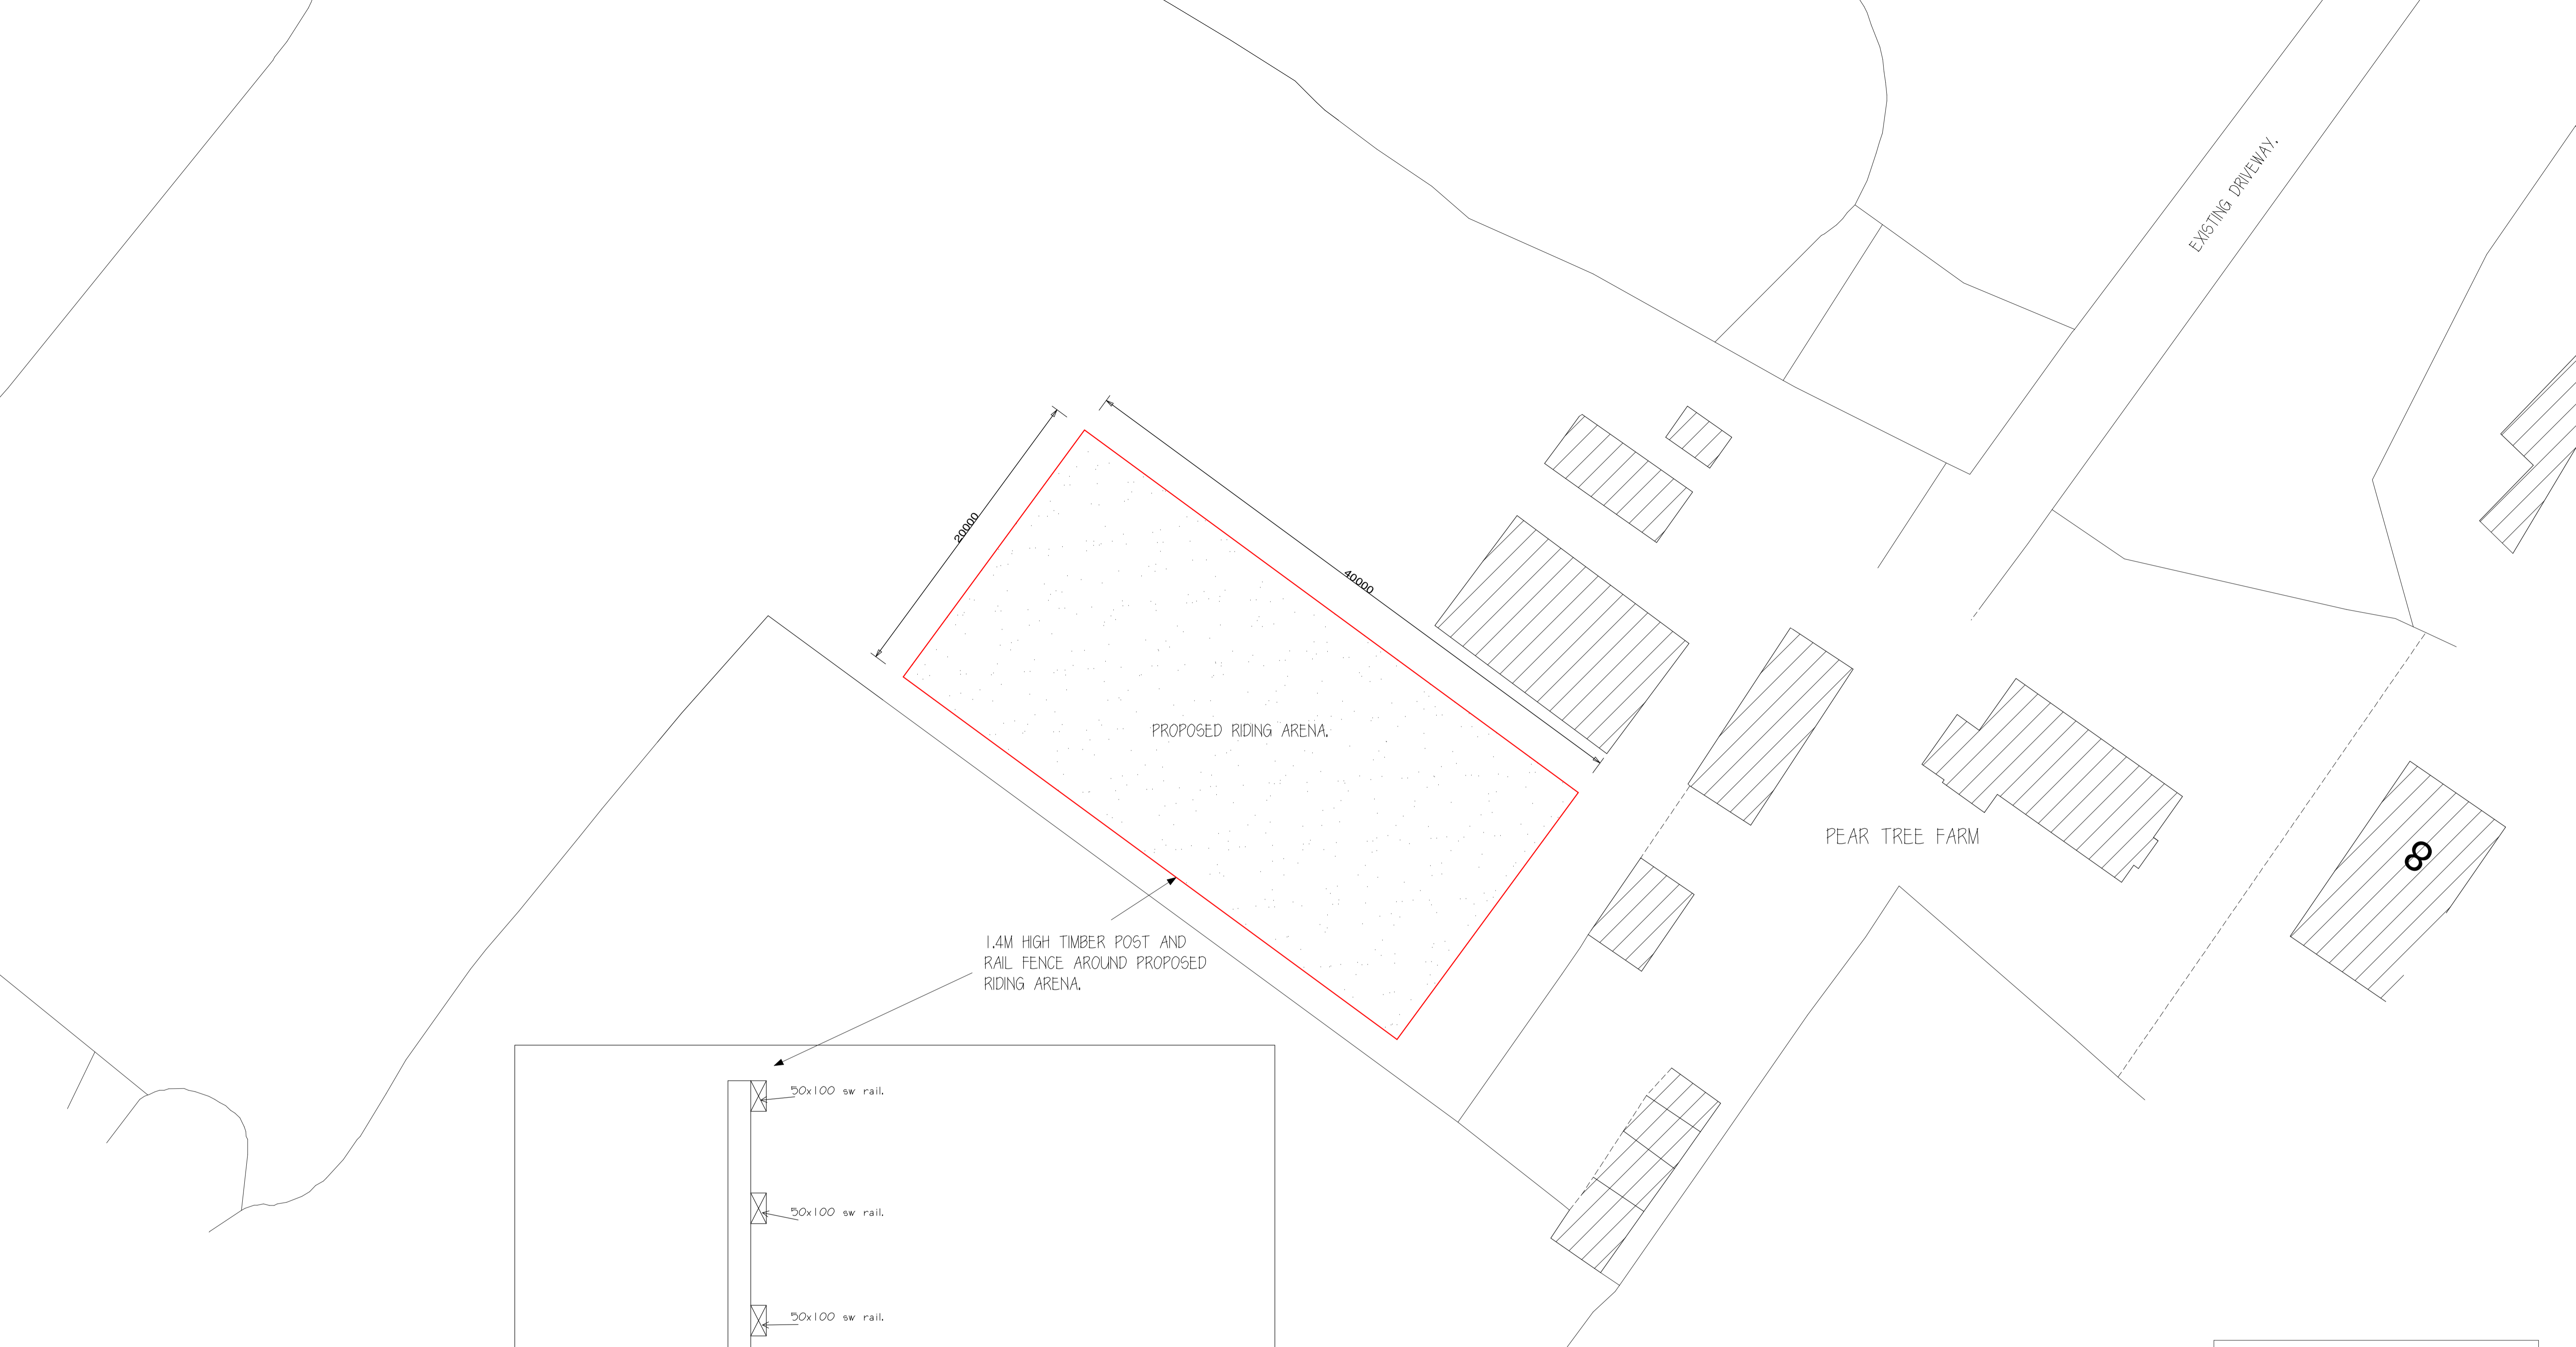 EXISTING DRIVEWAY.
20000
40000
PROPOSED RIDING ARENA.
PEAR TREE FARM
8
1.4M HIGH TIMBER POST AND
RAIL FENCE AROUND PROPOSED
RIDING ARENA.
50x100 sw rail.
50x100 sw rail.
50x100 sw rail.